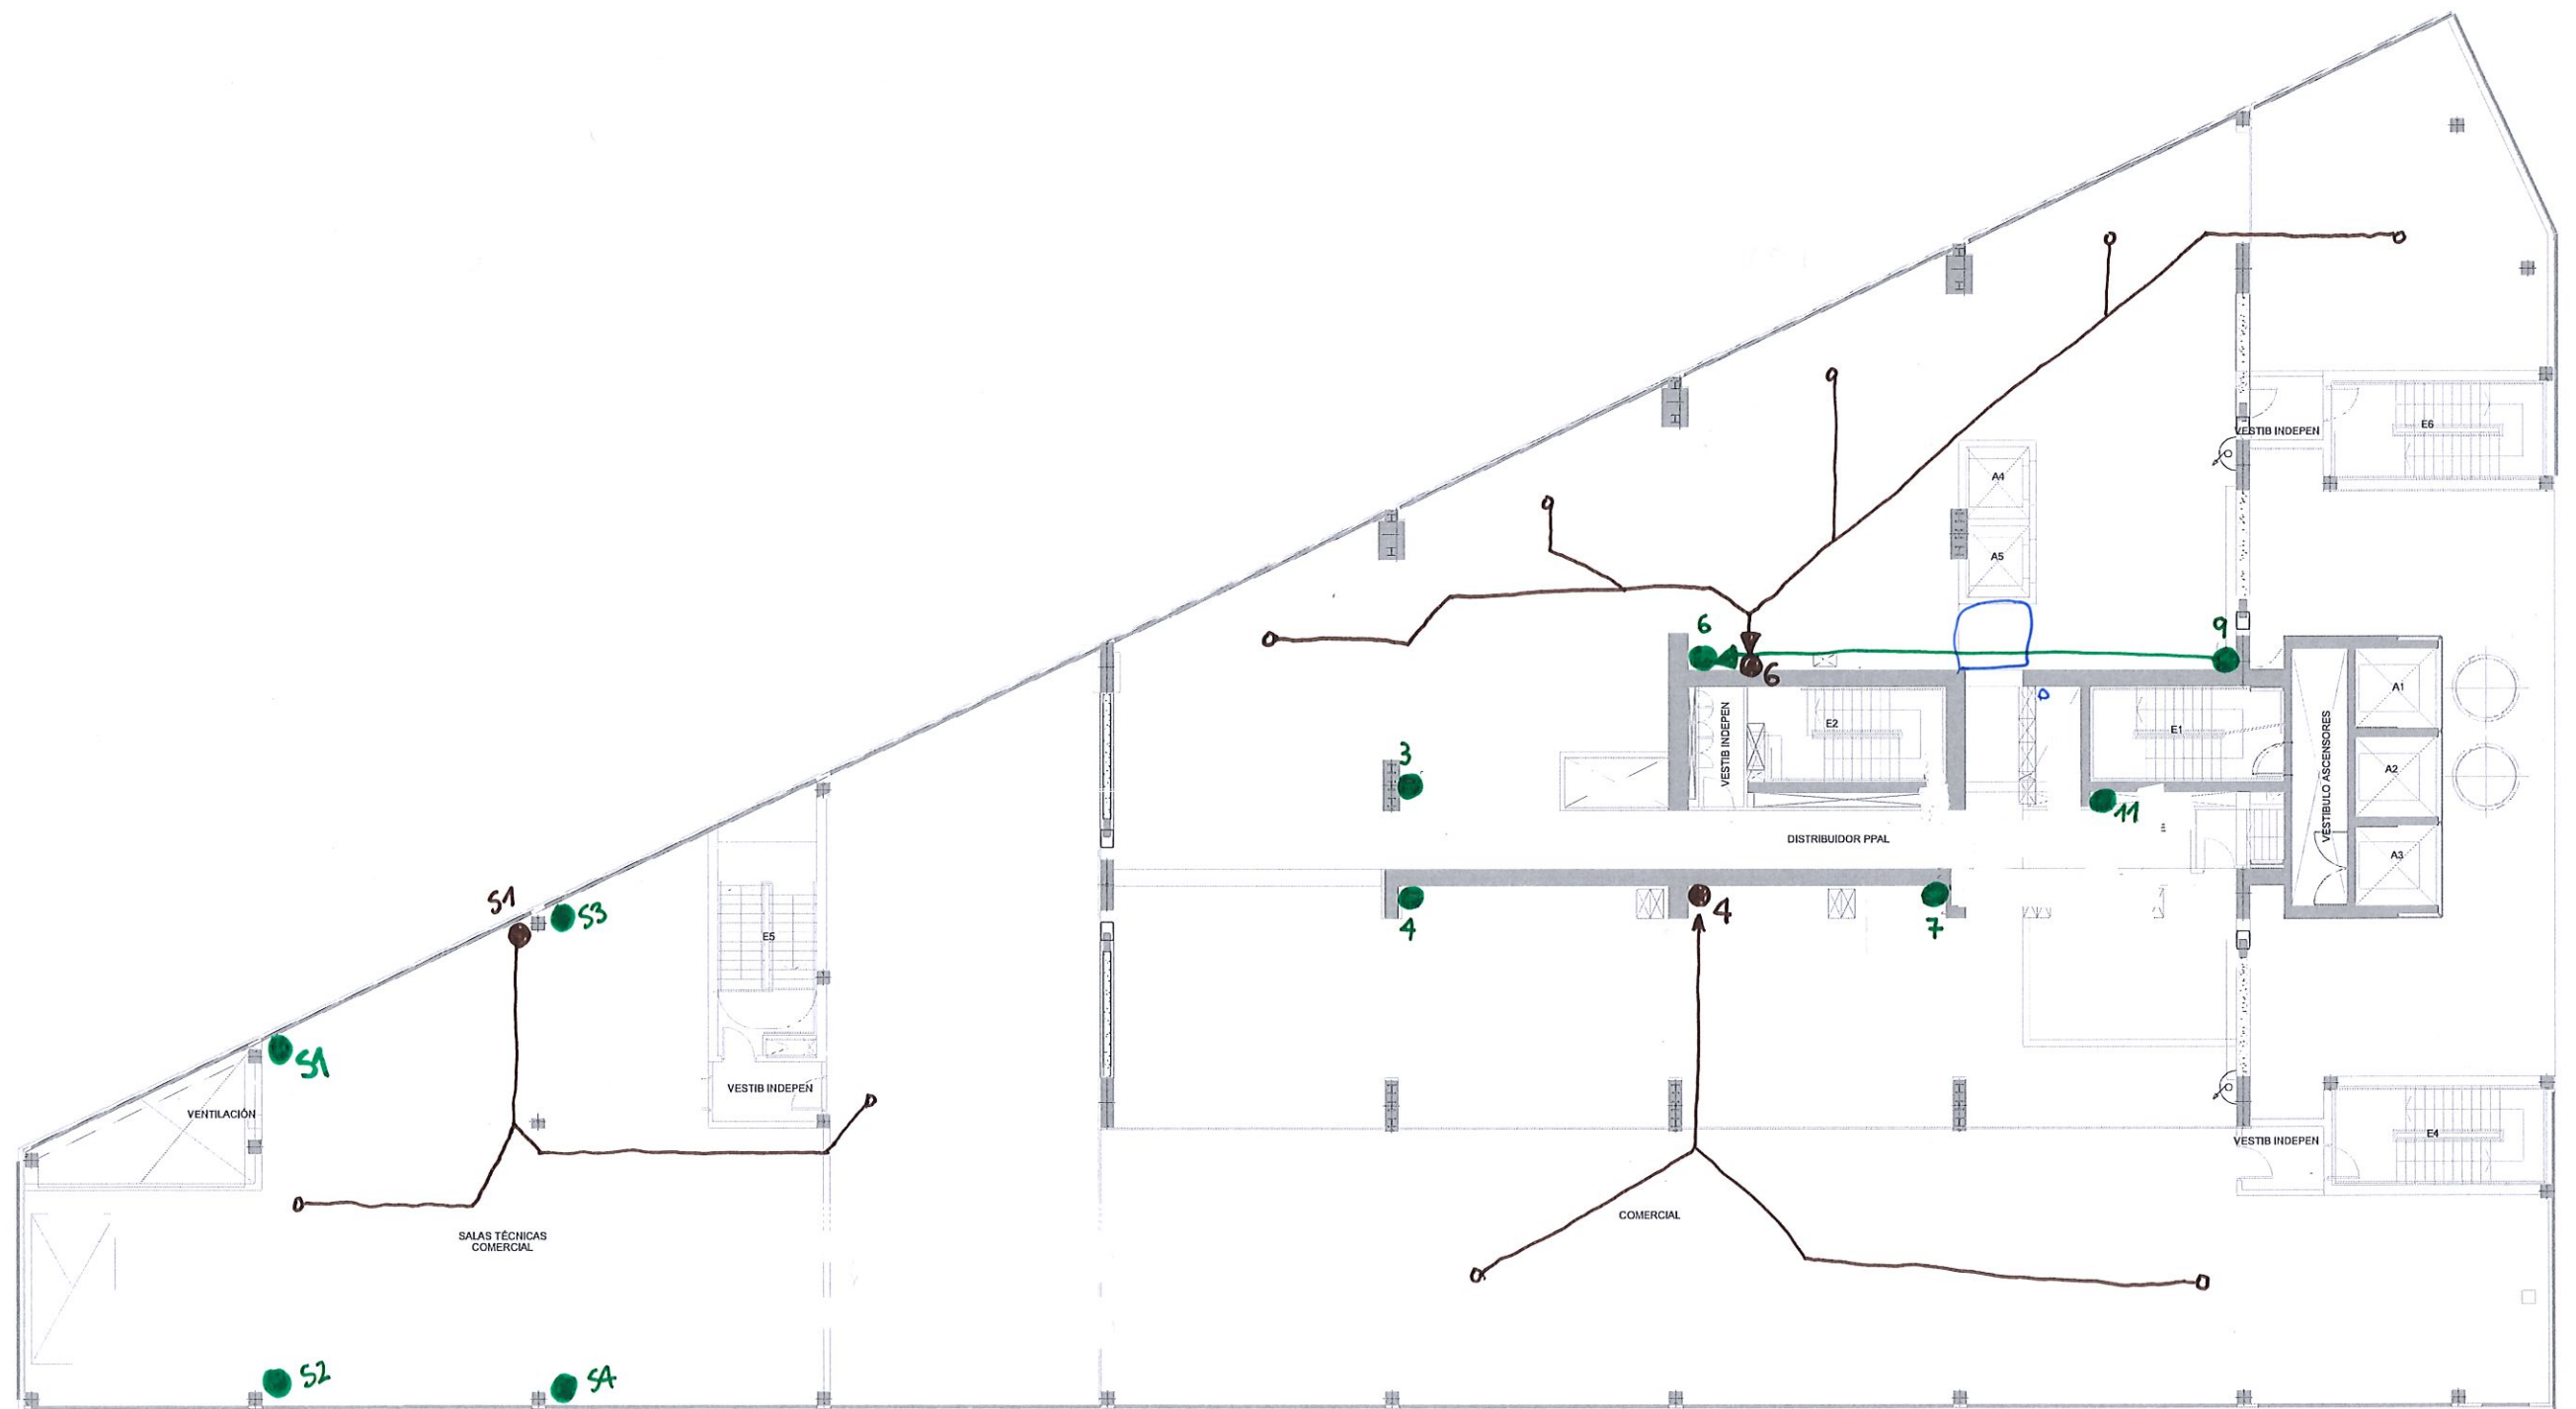 E6
VESTIB INDEPEN
A4
A5
6
9
6
A1
E2
E1
VESTIB INDEPEN
VESTIBULO ASCENSORES
3
A2
11
DISTRIBUIDOR PPAL
A3
S1
S3
4
4
7
E5
S1
VESTIB INDEPEN
VENTILACIÓN
E4
VESTIB INDEPEN
COMERCIAL
SALAS TÉCNICAS
COMERCIAL
S2
S4